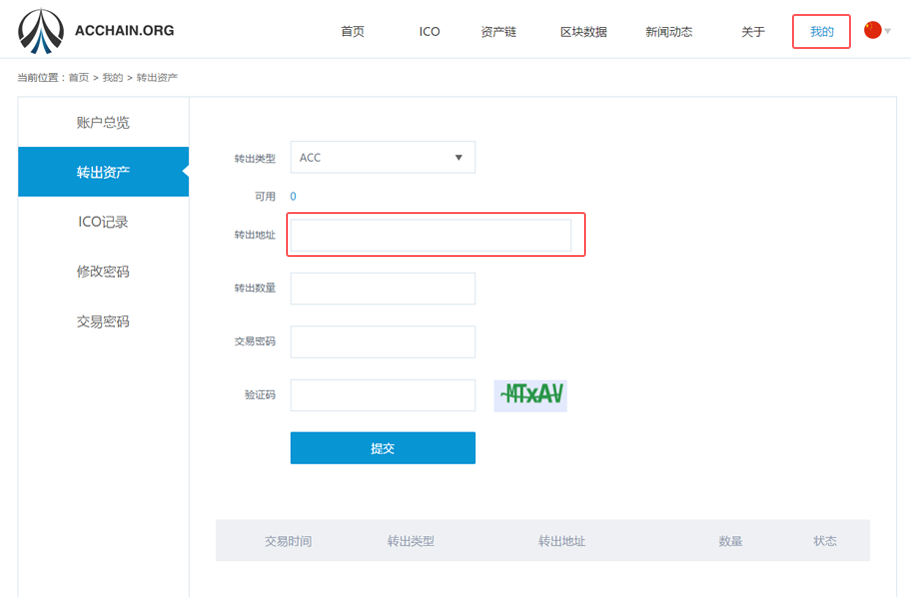 ACCHAIN.ORG
首页 ICO 资产链 区块数据 新闻动态 关于 我的
当前位置：首页 > 我的 > 转出资产
账户总览
转出资产
ICO记录
修改密码
交易密码
转出类型 ACC
可用 0
转出地址
转出数量
交易密码
验证码 MTxAV
提交
交易时间 转出类型 转出地址 数量 状态